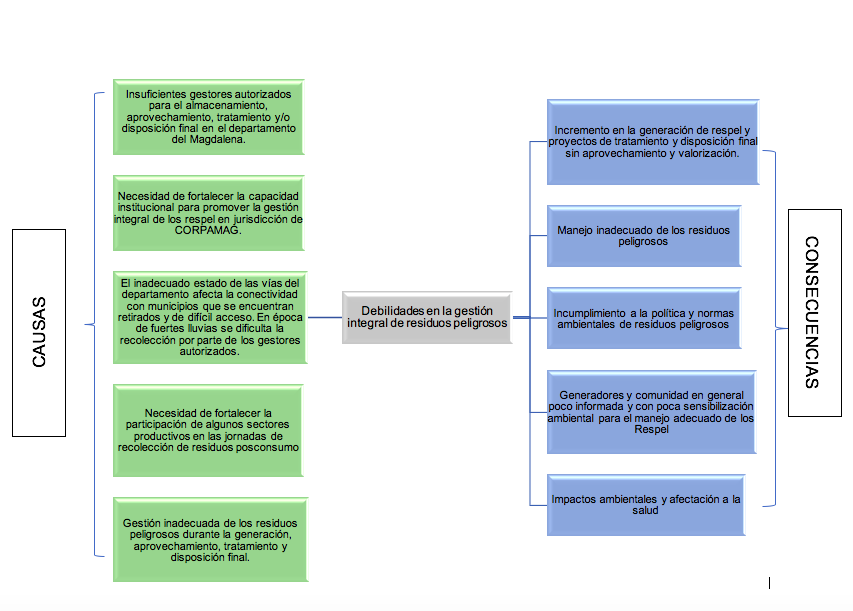 CAUSAS
Insuficientes gestores autorizados
para el almacenamiento,
aprovechamiento, tratamiento y/o
disposición final en el departamento
del Magdalena.
Necesidad de fortalecer la capacidad
institucional para promover la gestión
integral de los respel en jurisdicción de
CORPAMAG.
El inadecuado estado de las vías del
departamento afecta la conectividad
con municipios que se encuentran
retirados y de difícil acceso. En época
de fuertes lluvias se dificulta la
recolección por parte de los gestores
autorizados.
Necesidad de fortalecer la
participación de algunos sectores
productivos en las jornadas de
recolección de residuos posconsumo
Gestión inadecuada de los residuos
peligrosos durante la generación,
aprovechamiento, tratamiento y
disposición final.
Debilidades en la gestión
integral de residuos peligrosos
Incremento en la generación de respel y
proyectos de tratamiento y disposición final
sin aprovechamiento y valorización.
Manejo inadecuado de los residuos
peligrosos
Incumplimiento a la política y normas
ambientales de residuos peligrosos
Generadores y comunidad en general
poco informada y con poca sensibilización
ambiental para el manejo adecuado de los
Respel
Impactos ambientales y afectación a la
salud
CONSECUENCIAS